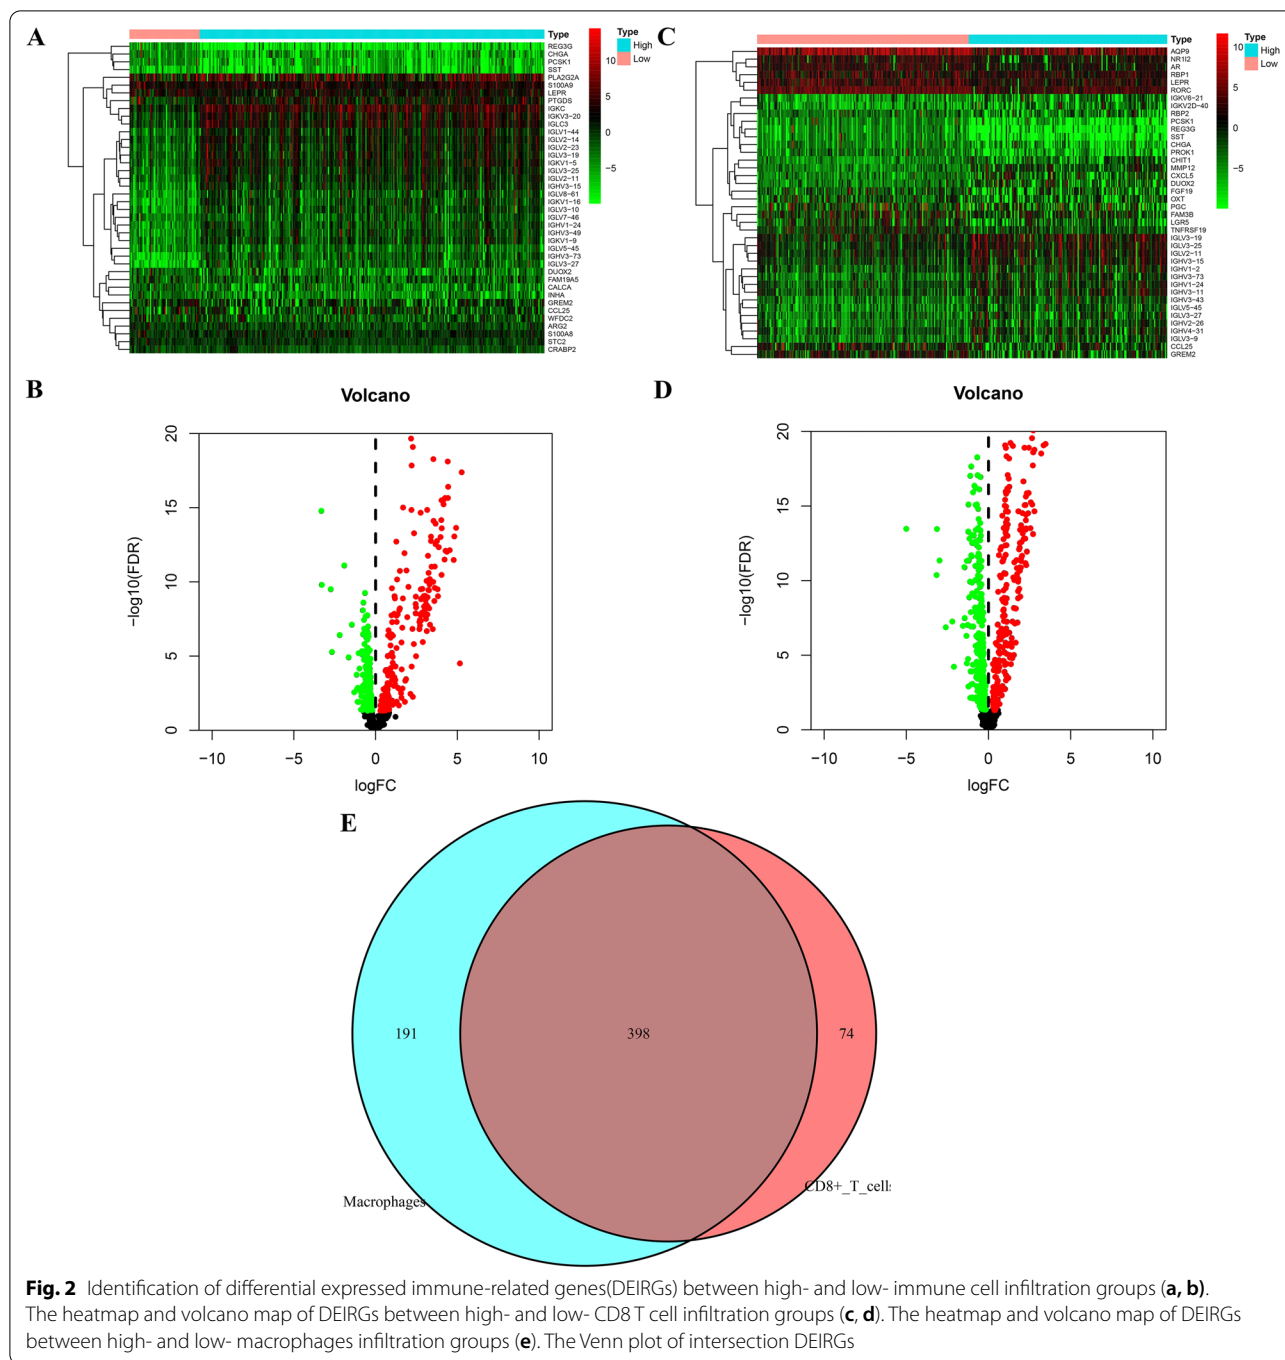 A
Type
High
Low
Type
10
5
0
−5
REG3G
CHGA
PCSK1
SST
PLA2G2A
S100A9
LEPR
PTGDS
IGKC
IGKV3−20
IGLC3
IGLV1−44
IGLV2−14
IGLV2−23
IGLV3−19
IGKV1−5
IGLV3−25
IGLV2−11
IGHV3−15
IGLV8−61
IGKV1−16
IGLV3−10
IGLV7−46
IGHV1−24
IGHV3−49
IGKV1−9
IGLV5−45
IGHV3−73
IGLV3−27
DUOX2
FAM19A5
CALCA
INHA
GREM2
CCL25
WFDC2
ARG2
S100A8
STC2
CRABP2
C
Type
High
Low
Type
10
5
0
−5
AQP9
NR1I2
AR
RBP1
LEPR
RORC
IGKV6−21
IGKV2D−40
RBP2
PCSK1
REG3G
SST
CHGA
PROK1
CHIT1
MMP12
CXCL5
DUOX2
FGF19
OXT
PGC
FAM3B
LGR5
TNFRSF19
IGLV3−19
IGLV3−25
IGLV2−11
IGHV3−15
IGHV1−2
IGHV3−73
IGHV1−24
IGHV3−11
IGHV3−43
IGLV5−45
IGLV3−27
IGHV2−26
IGHV4−31
IGLV3−9
CCL25
GREM2
B
Volcano
−log10(FDR)
20
15
10
5
0
−10 −5 0 5 10
logFC
D
Volcano
−log10(FDR)
20
15
10
5
0
−10 −5 0 5 10
logFC
E
191 398 74
Macrophages
CD8+_T_cell
Fig. 2 Identification of differential expressed immune-related genes(DEIRGs) between high- and low- immune cell infiltration groups (a, b).
The heatmap and volcano map of DEIRGs between high- and low- CD8 T cell infiltration groups (c, d). The heatmap and volcano map of DEIRGs
between high- and low- macrophages infiltration groups (e). The Venn plot of intersection DEIRGs